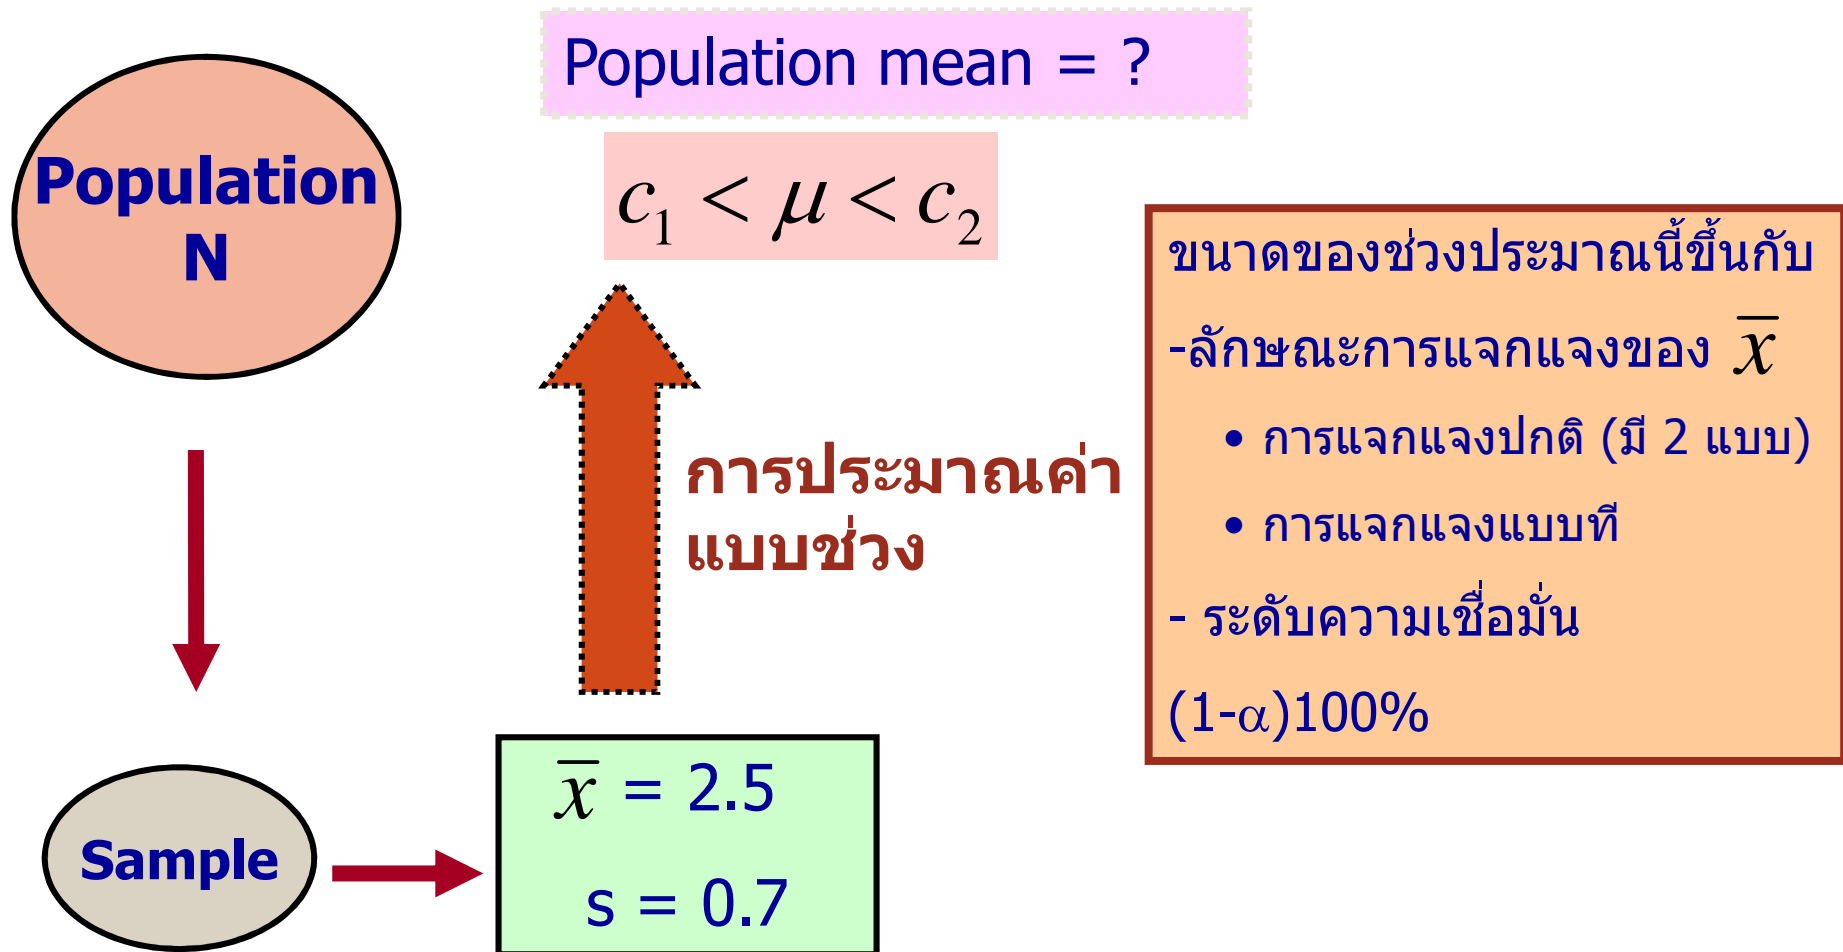 Population mean = ?
Population
N
c₁ < μ < c₂
ขนาดของช่วงประมาณนี้ขึ้นกับ
-ลักษณะการแจกแจงของ x̅
• การแจกแจงปกติ (มี 2 แบบ)
• การแจกแจงแบบที
- ระดับความเชื่อมั่น
(1-α)100%
การประมาณค่า
แบบช่วง
Sample
x̅ = 2.5
s = 0.7